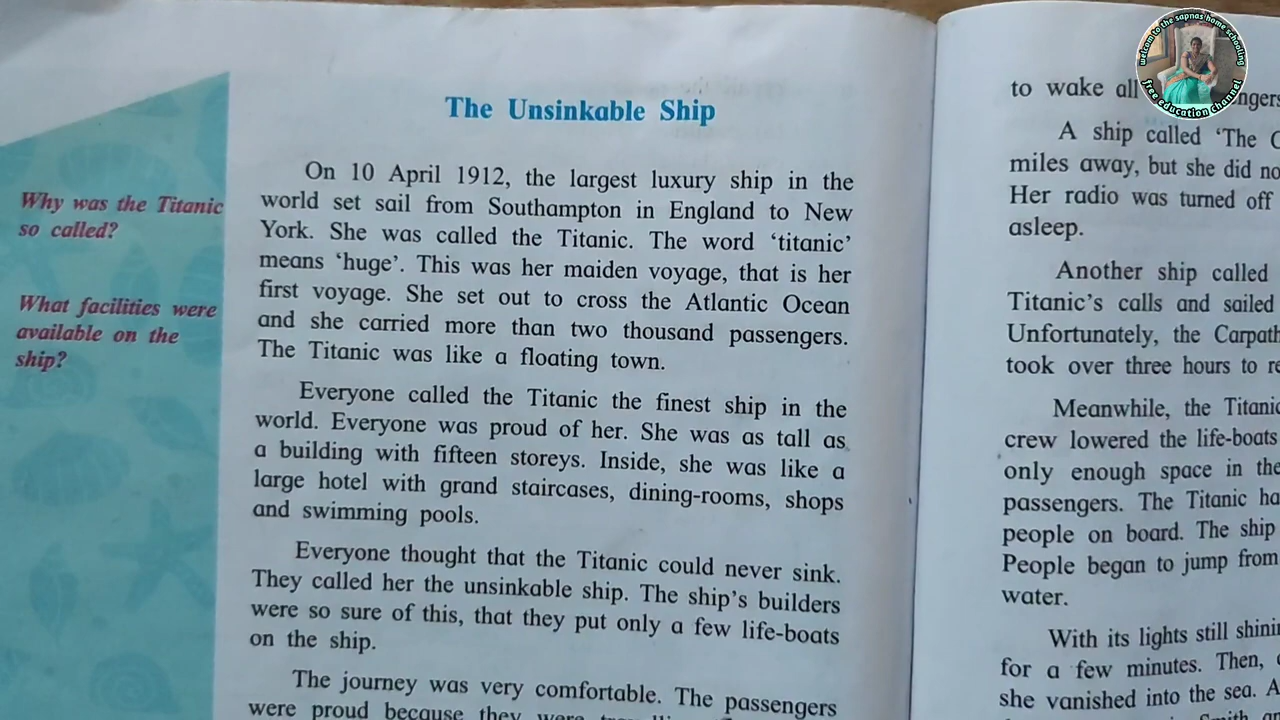 welcom to the sapnas home schooling
free education channel
The Unsinkable Ship
Why was the Titanic
so called?
What facilities were
available on the
ship?
On 10 April 1912, the largest luxury ship in the
world set sail from Southampton in England to New
York. She was called the Titanic. The word ‘titanic’
means ‘huge’. This was her maiden voyage, that is her
first voyage. She set out to cross the Atlantic Ocean
and she carried more than two thousand passengers.
The Titanic was like a floating town.
Everyone called the Titanic the finest ship in the
world. Everyone was proud of her. She was as tall as
a building with fifteen storeys. Inside, she was like a
large hotel with grand staircases, dining-rooms, shops
and swimming pools.
Everyone thought that the Titanic could never sink.
They called her the unsinkable ship. The ship’s builders
were so sure of this, that they put only a few life-boats
on the ship.
The journey was very comfortable. The passengers
were proud because they were
to wake all
A ship called ‘The
miles away, but she did
Her radio was turned off
asleep.
Another ship called
Titanic’s calls and sailed
Unfortunately, the
took over three hours to
Meanwhile, the
crew lowered the life-boats
only enough space in the
passengers. The Titanic
people on board. The ship
People began to jump from
water.
With its lights still
for a few minutes. Then,
she vanished into the sea.